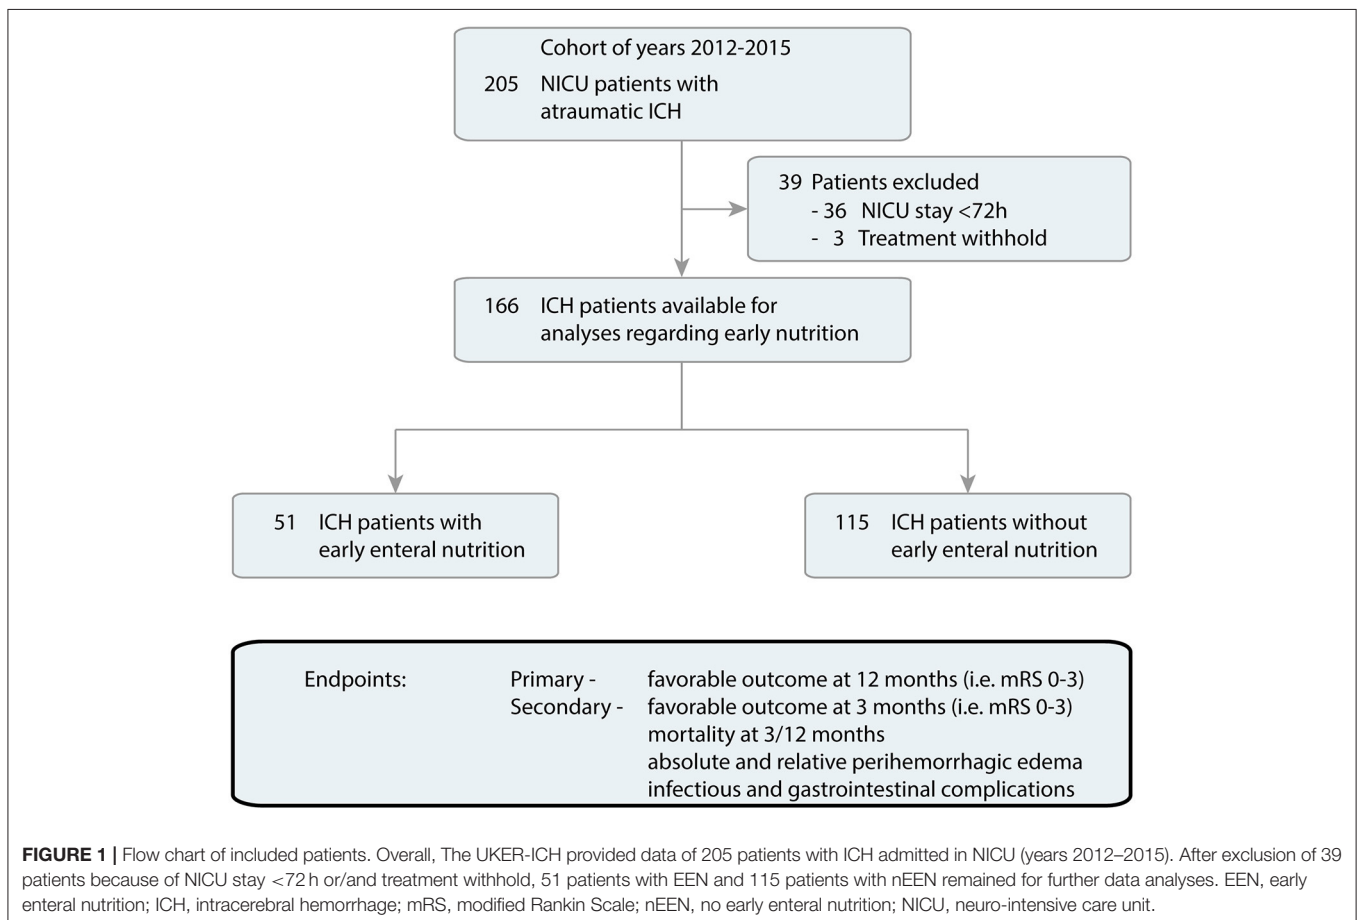 Cohort of years 2012-2015
205 NICU patients with
atraumatic ICH
39 Patients excluded
- 36 NICU stay <72h
- 3 Treatment withhold
166 ICH patients available for
analyses regarding early nutrition
51 ICH patients with
early enteral nutrition
115 ICH patients without
early enteral nutrition
Endpoints: Primary - favorable outcome at 12 months (i.e. mRS 0-3)
Secondary - favorable outcome at 3 months (i.e. mRS 0-3)
mortality at 3/12 months
absolute and relative perihemorrhagic edema
infectious and gastrointestinal complications
FIGURE 1 | Flow chart of included patients. Overall, The UKER-ICH provided data of 205 patients with ICH admitted in NICU (years 2012–2015). After exclusion of 39
patients because of NICU stay <72 h or/and treatment withhold, 51 patients with EEN and 115 patients with nEEN remained for further data analyses. EEN, early
enteral nutrition; ICH, intracerebral hemorrhage; mRS, modified Rankin Scale; nEEN, no early enteral nutrition; NICU, neuro-intensive care unit.